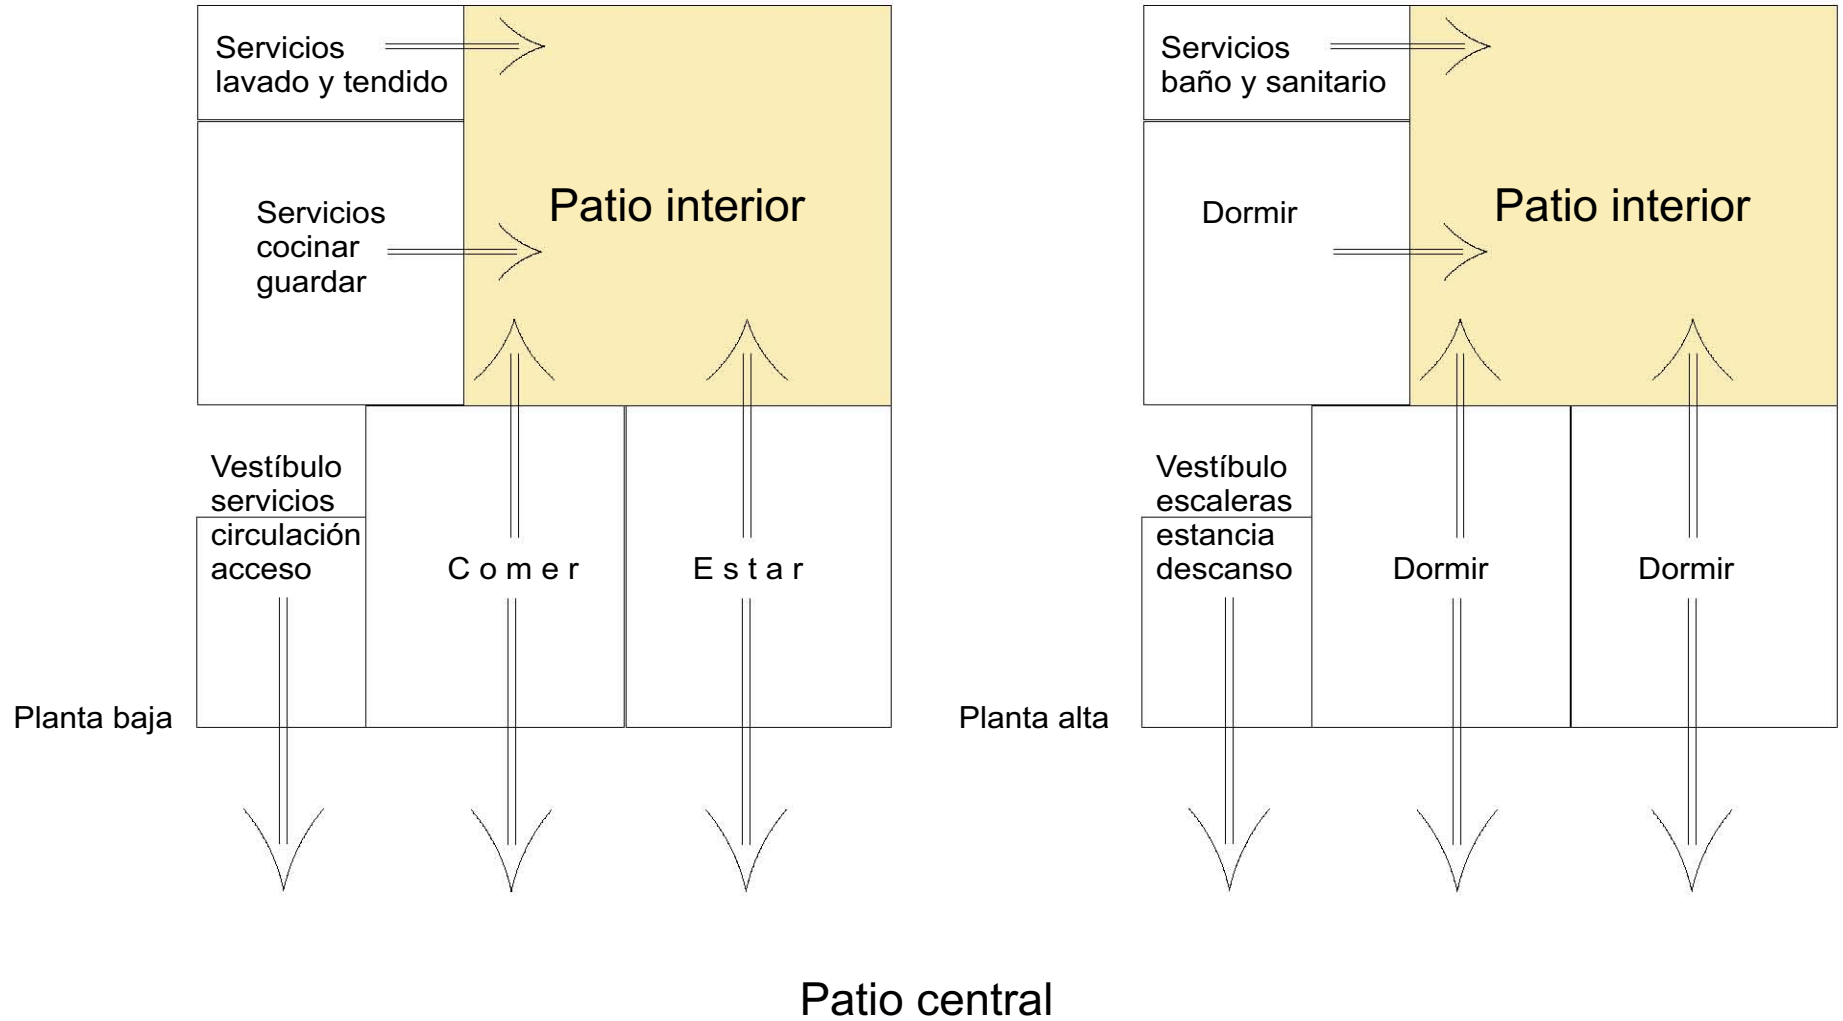 Servicios
lavado y tendido
Servicios
cocinar
guardar
Patio interior
Vestíbulo
servicios
circulación
acceso
C o m e r
E s t a r
Planta baja
Servicios
baño y sanitario
Dormir
Patio interior
Vestíbulo
escaleras
estancia
descanso
Dormir
Dormir
Planta alta
Patio central